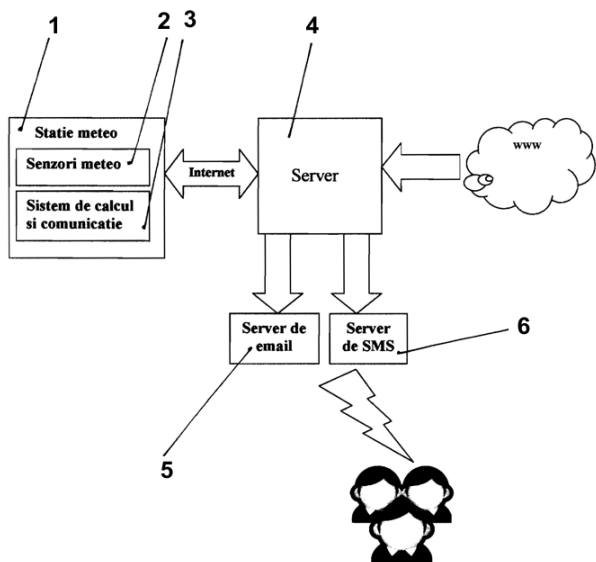 1
2
3
4
Statie meteo
Senzori meteo
Sistem de calcul
si comunicatie
Internet
Server
www
Server de
email
Server
de SMS
5
6